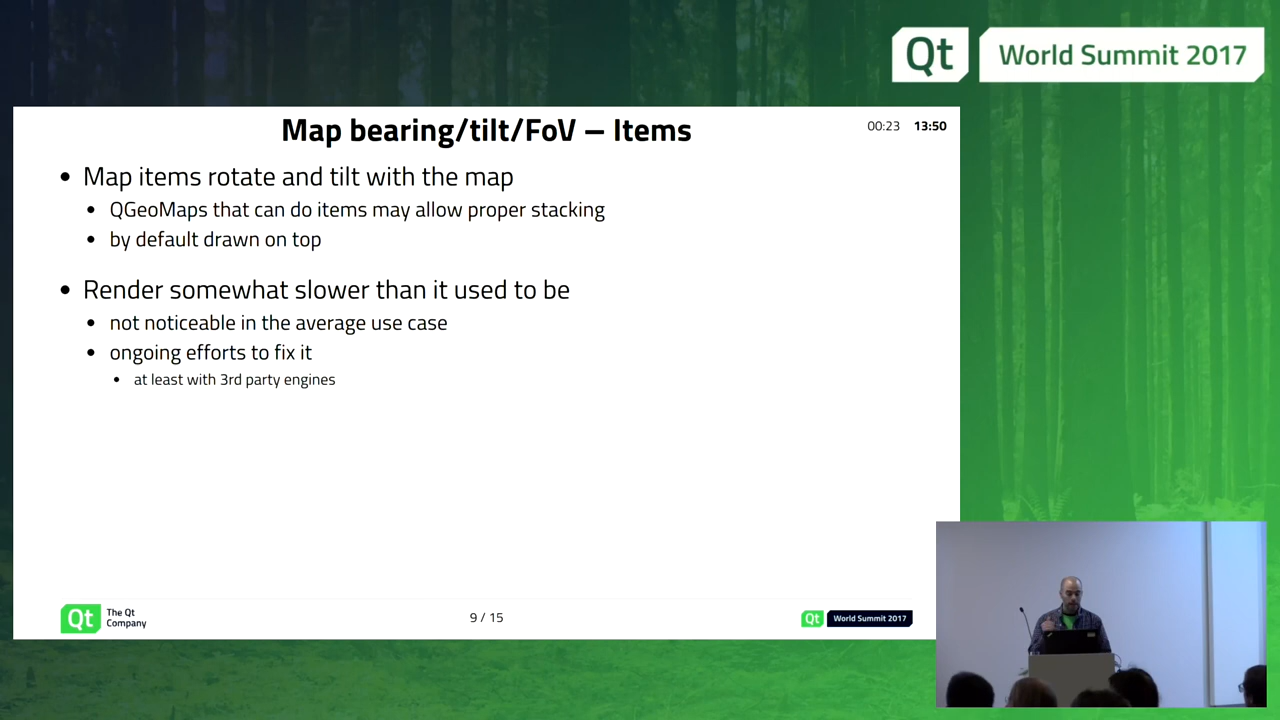 Qt World Summit 2017
Map bearing/tilt/FoV – Items
00:23 13:50
• Map items rotate and tilt with the map
• QGeoMaps that can do items may allow proper stacking
• by default drawn on top
• Render somewhat slower than it used to be
• not noticeable in the average use case
• ongoing efforts to fix it
• at least with 3rd party engines
Qt The Qt
Company
9 / 15
Qt World Summit 2017